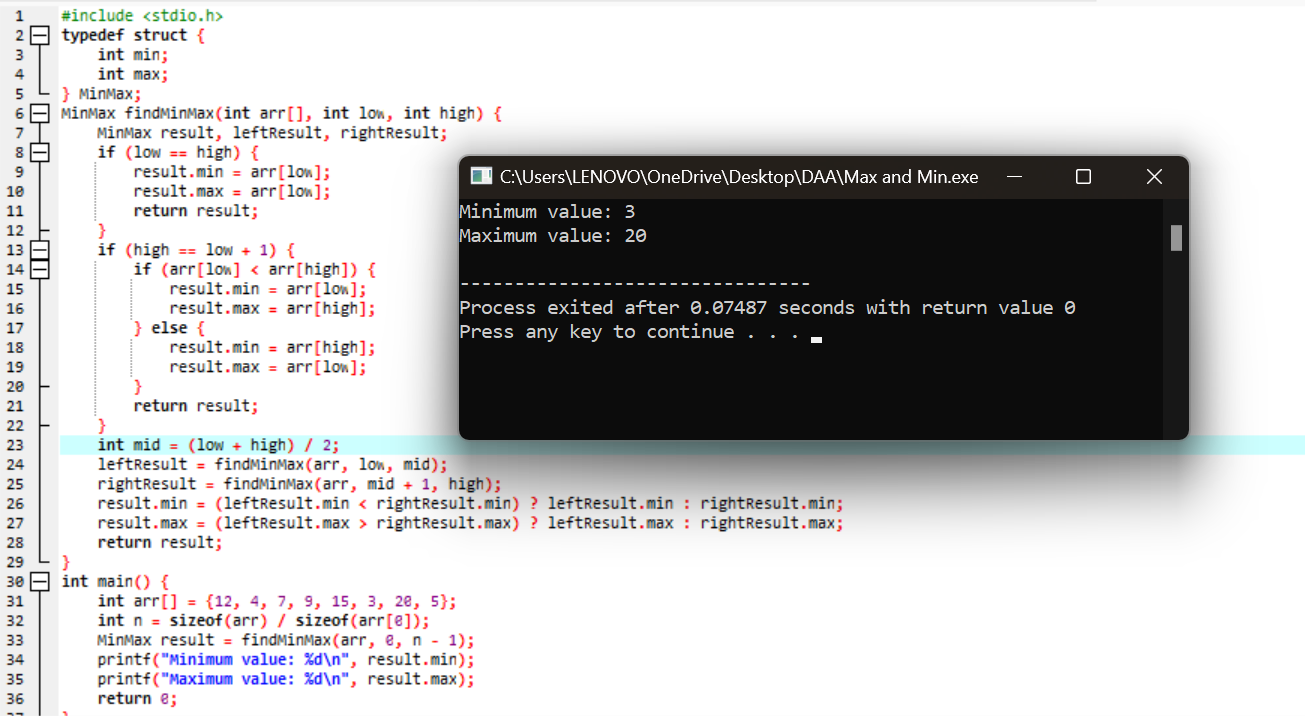 1 #include <stdio.h>
2 typedef struct {
3 int min;
4 int max;
5 } MinMax;
6 MinMax findMinMax(int arr[], int low, int high) {
7 MinMax result, leftResult, rightResult;
8 if (low == high) {
9 result.min = arr[low];
10 result.max = arr[low];
11 return result;
12 }
13 if (high == low + 1) {
14 if (arr[low] < arr[high]) {
15 result.min = arr[low];
16 result.max = arr[high];
17 } else {
18 result.min = arr[high];
19 result.max = arr[low];
20 }
21 return result;
22 }
23 int mid = (low + high) / 2;
24 leftResult = findMinMax(arr, low, mid);
25 rightResult = findMinMax(arr, mid + 1, high);
26 result.min = (leftResult.min < rightResult.min) ? leftResult.min : rightResult.min;
27 result.max = (leftResult.max > rightResult.max) ? leftResult.max : rightResult.max;
28 return result;
29 }
30 int main() {
31 int arr[] = {12, 4, 7, 9, 15, 3, 20, 5};
32 int n = sizeof(arr) / sizeof(arr[0]);
33 MinMax result = findMinMax(arr, 0, n - 1);
34 printf("Minimum value: %d\n", result.min);
35 printf("Maximum value: %d\n", result.max);
36 return 0;
C:\Users\LENOVO\OneDrive\Desktop\DAA\Max and Min.exe
Minimum value: 3
Maximum value: 20
--------------------------------
Process exited after 0.07487 seconds with return value 0
Press any key to continue . . .